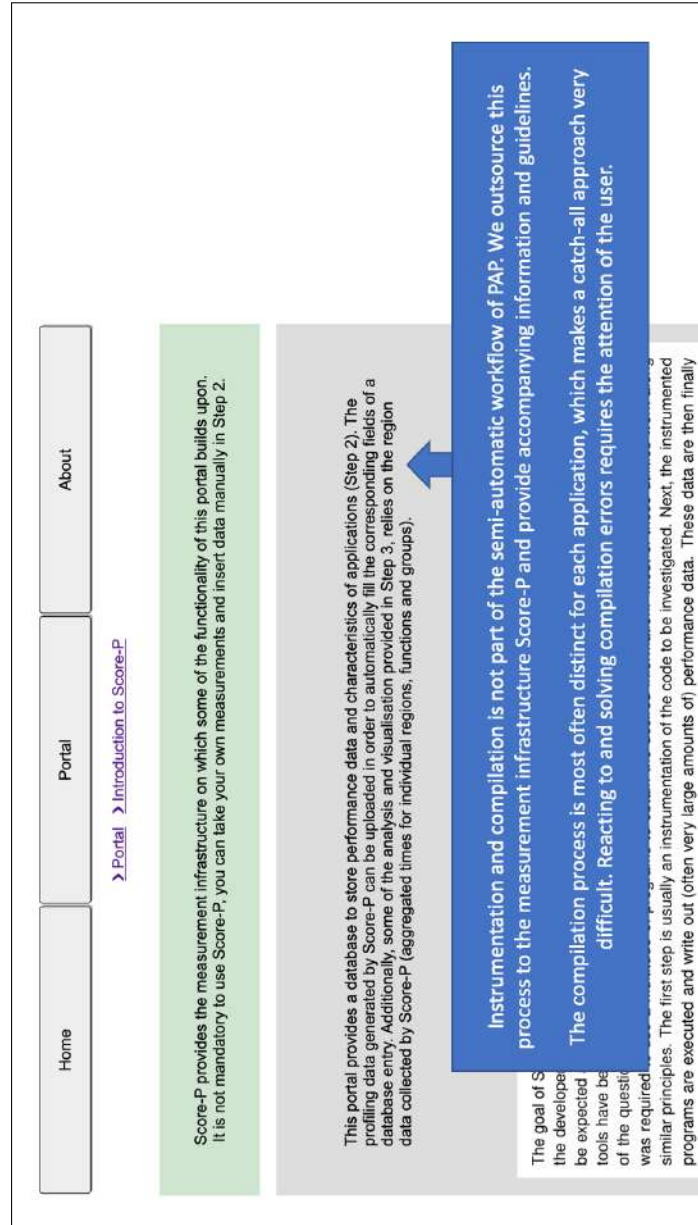 Home
Portal
About
❯ Portal ❯ Introduction to Score-P
Score-P provides the measurement infrastructure on which some of the functionality of this portal builds upon.
It is not mandatory to use Score-P, you can take your own measurements and insert data manually in Step 2.
This portal provides a database to store performance data and characteristics of applications (Step 2). The
profiling data generated by Score-P can be uploaded in order to automatically fill the corresponding fields of a
database entry. Additionally, some of the analysis and visualisation provided in Step 3, relies on the region
data collected by Score-P (aggregated times for individual regions, functions and groups).
Instrumentation and compilation is not part of the semi-automatic workflow of PAP. We outsource this
process to the measurement infrastructure Score-P and provide accompanying information and guidelines.
The compilation process is most often distinct for each application, which makes a catch-all approach very
difficult. Reacting to and solving compilation errors requires the attention of the user.
The goal of S
the develope
be expected
tools have be
of the questio
was required
similar principles. The first step is usually an instrumentation of the code to be investigated. Next, the instrumented
programs are executed and write out (often very large amounts of) performance data. These data are then finally